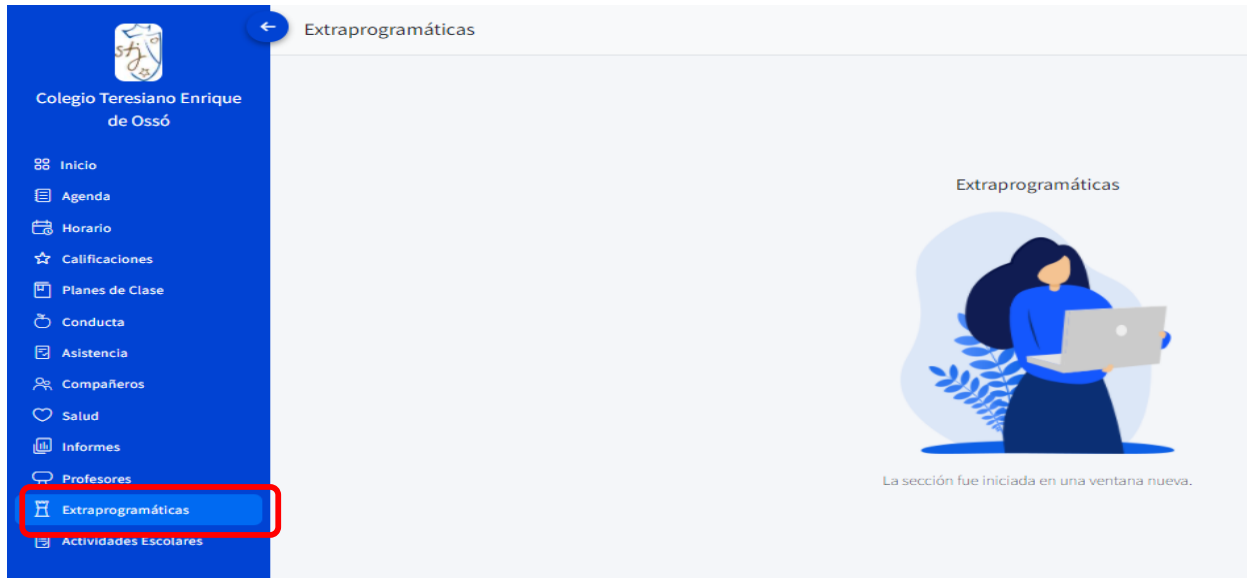 Extraprogramáticas
stj
Colegio Teresiano Enrique
de Ossó
Inicio
Agenda
Horario
Calificaciones
Planes de Clase
Conducta
Asistencia
Compañeros
Salud
Informes
Profesores
Extraprogramáticas
Actividades Escolares
Extraprogramáticas
La sección fue iniciada en una ventana nueva.